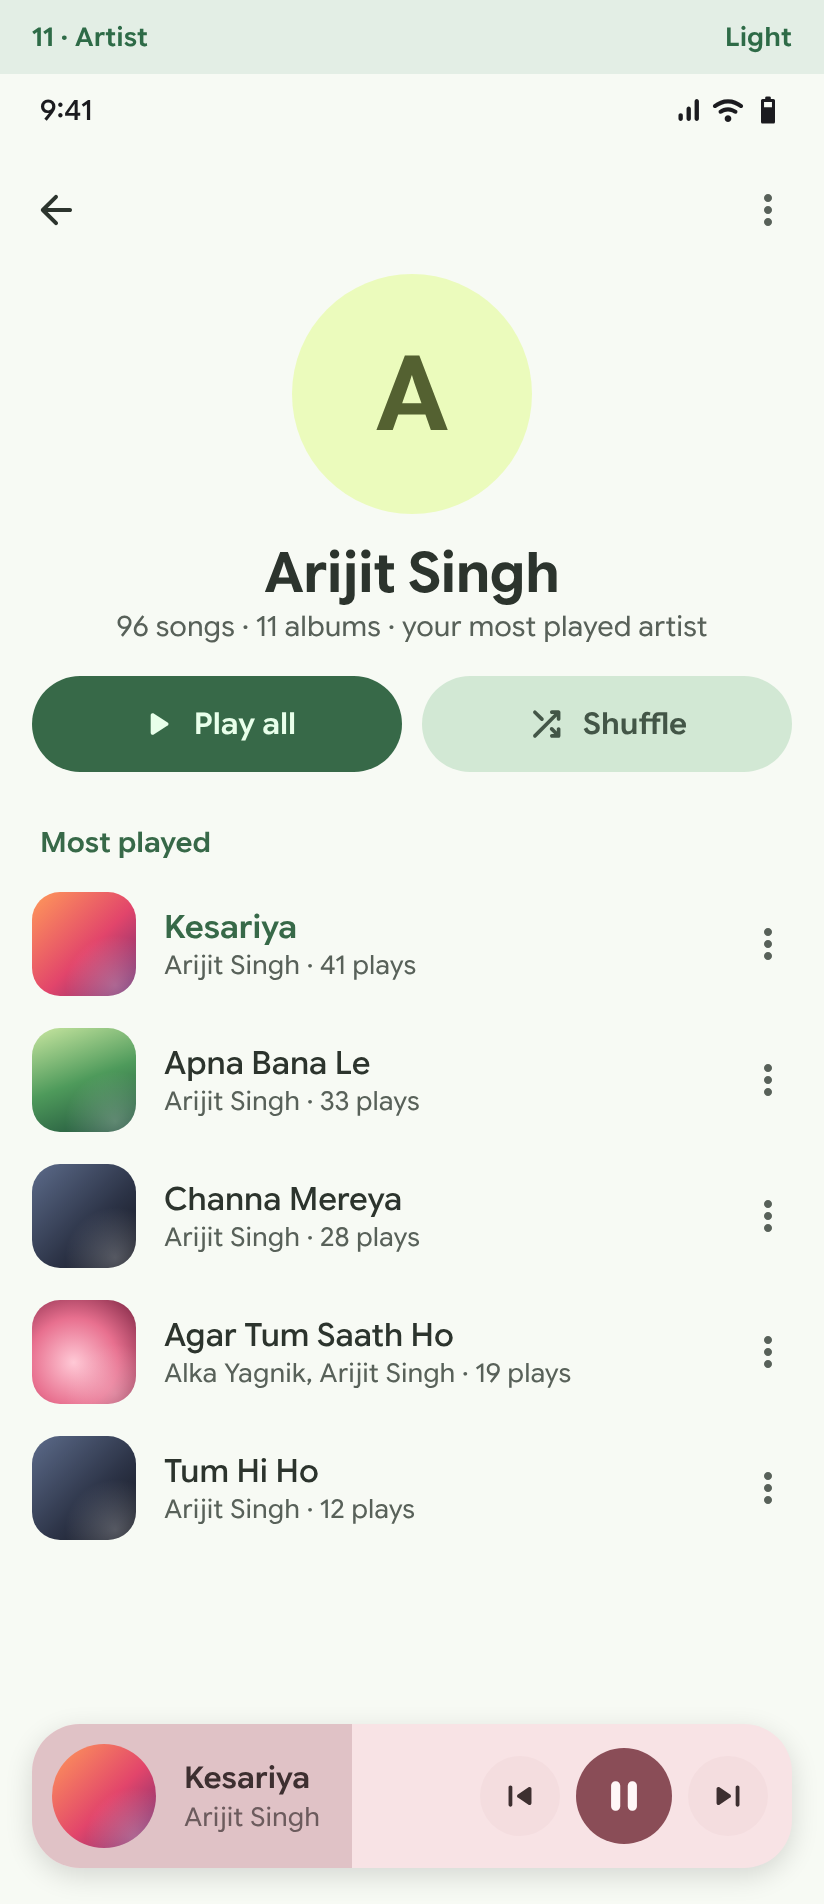 11 · Artist
Light
9:41
A
Arijit Singh
96 songs · 11 albums · your most played artist
Play all
Shuffle
Most played
Kesariya
Arijit Singh · 41 plays
Apna Bana Le
Arijit Singh · 33 plays
Channa Mereya
Arijit Singh · 28 plays
Agar Tum Saath Ho
Alka Yagnik, Arijit Singh · 19 plays
Tum Hi Ho
Arijit Singh · 12 plays
Kesariya
Arijit Singh